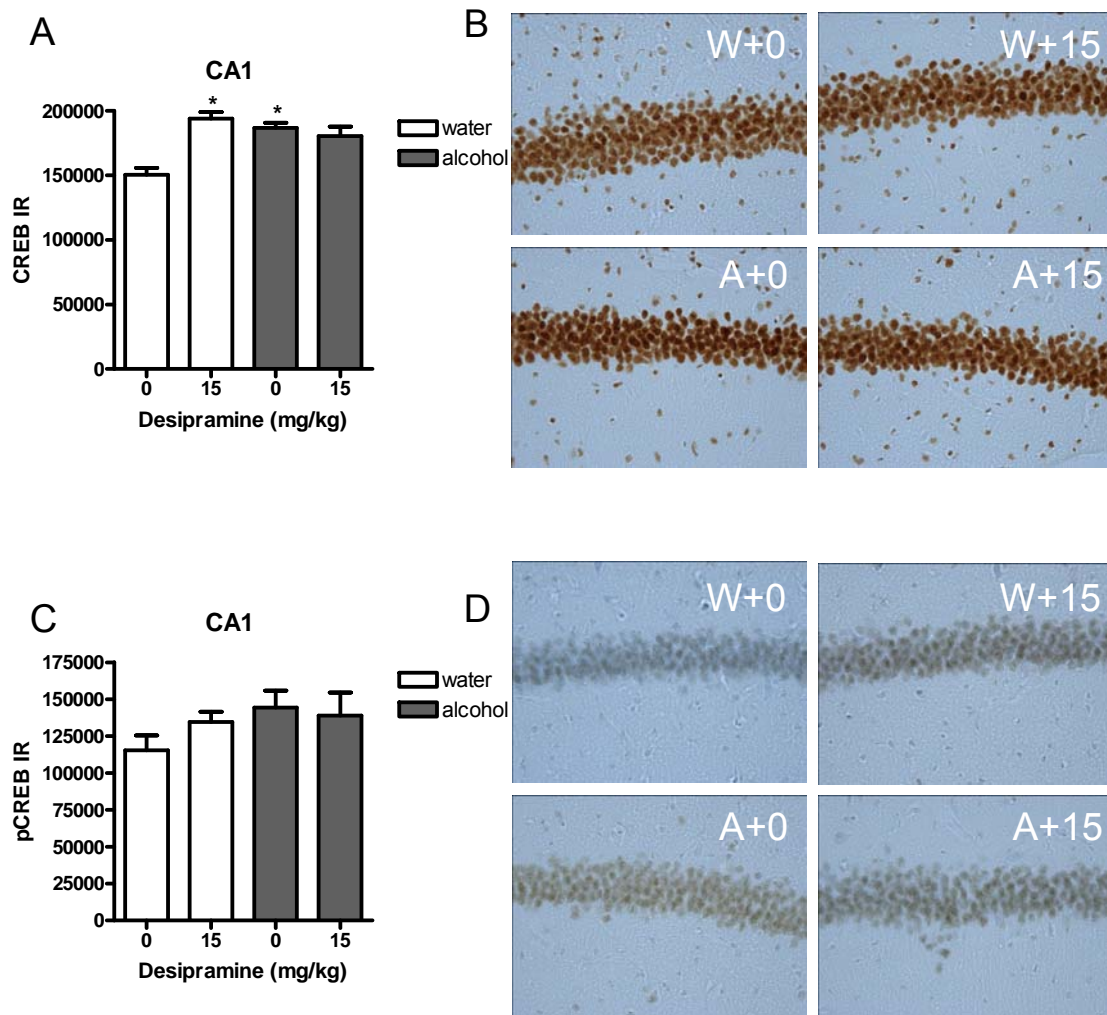 A
CA1
CREB IR
200000
150000
100000
50000
0
* *
0 15 0 15
Desipramine (mg/kg)
water
alcohol
B
W+0
W+15
A+0
A+15
C
CA1
pCREB IR
175000
150000
125000
100000
75000
50000
25000
0
0 15 0 15
Desipramine (mg/kg)
water
alcohol
D
W+0
W+15
A+0
A+15